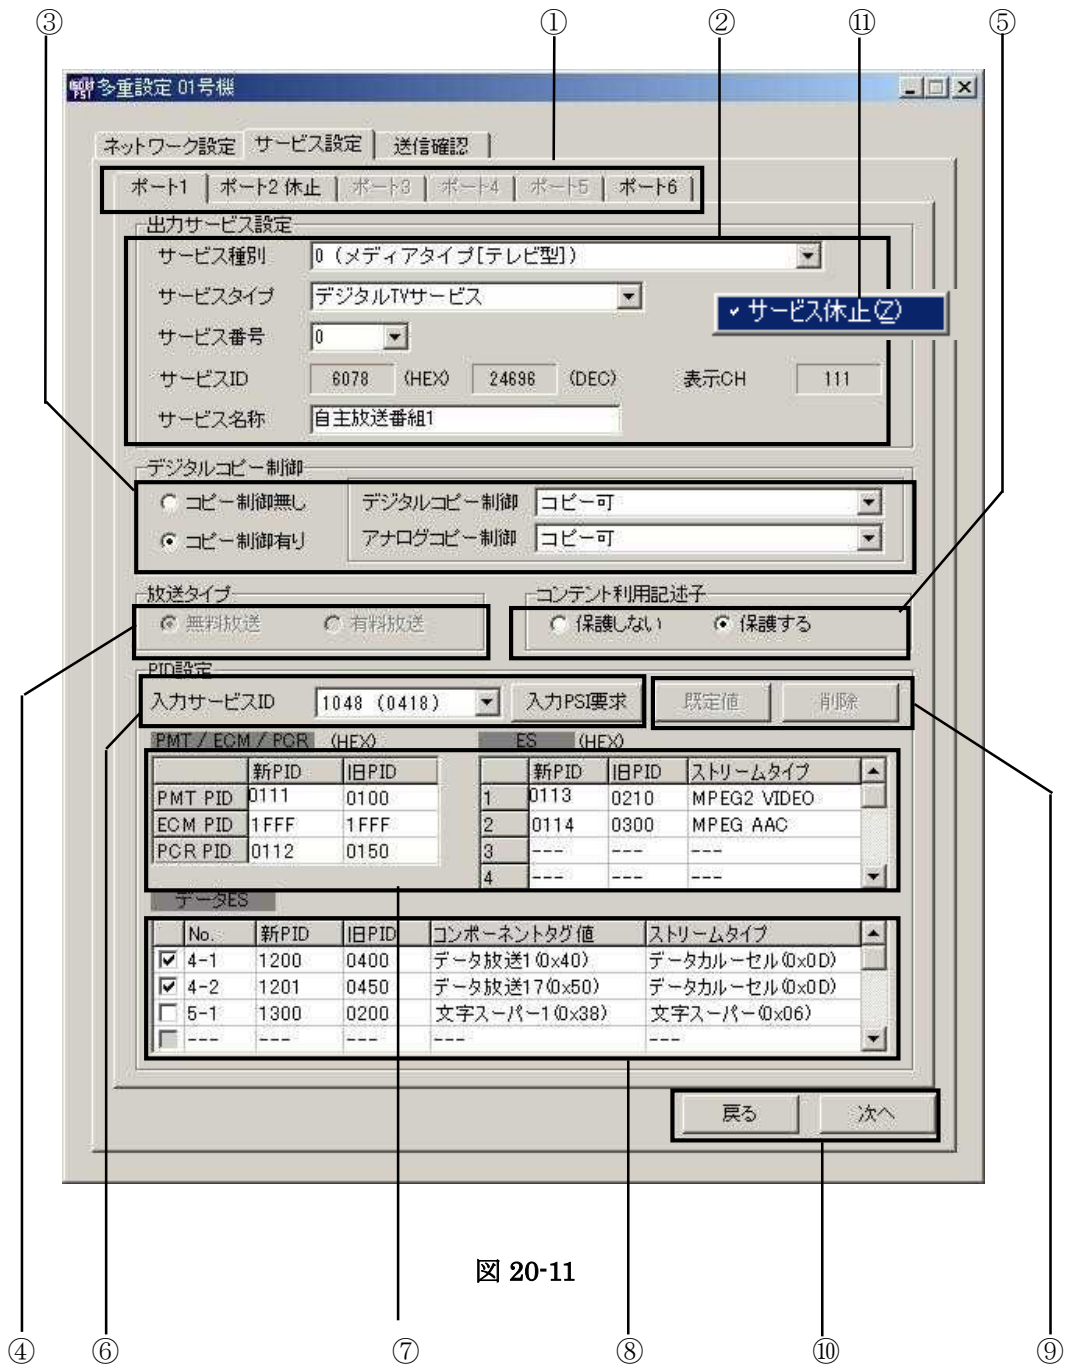 ③ ① ② ⑪ ⑤
多重設定 01号機
ネットワーク設定 サービス設定 送信確認
ポート1 ポート2 休止 ポート3 ポート4 ポート5 ポート6
出力サービス設定
サービス種別 0 (メディアタイプ[テレビ型])
サービスタイプ デジタルTVサービス
✓ サービス休止(Z)
サービス番号 0
サービスID 6078 (HEX) 24696 (DEC) 表示CH 111
サービス名称 自主放送番組1
デジタルコピー制御
コピー制御無し デジタルコピー制御 コピー可
コピー制御有り アナログコピー制御 コピー可
放送タイプ コンテント利用記述子
無料放送 有料放送 保護しない 保護する
PID設定
入力サービスID 1048 (0418) 入力PSI要求 既定値 削除
PMT / ECM / PCR (HEX) ES (HEX)
新PID 旧PID 新PID 旧PID ストリームタイプ
PMT PID 0111 0100 1 0113 0210 MPEG2 VIDEO
ECM PID 1FFF 1FFF 2 0114 0300 MPEG AAC
PCR PID 0112 0150 3 --- --- ---
4 --- --- ---
データES
No. 新PID 旧PID コンポーネントタグ値 ストリームタイプ
4-1 1200 0400 データ放送1(0x40) データカルーセル(0x0D)
4-2 1201 0450 データ放送17(0x50) データカルーセル(0x0D)
5-1 1300 0200 文字スーパー1(0x38) 文字スーパー(0x06)
--- --- --- --- ---
戻る 次へ
図 20-11
④ ⑥ ⑦ ⑧ ⑩ ⑨